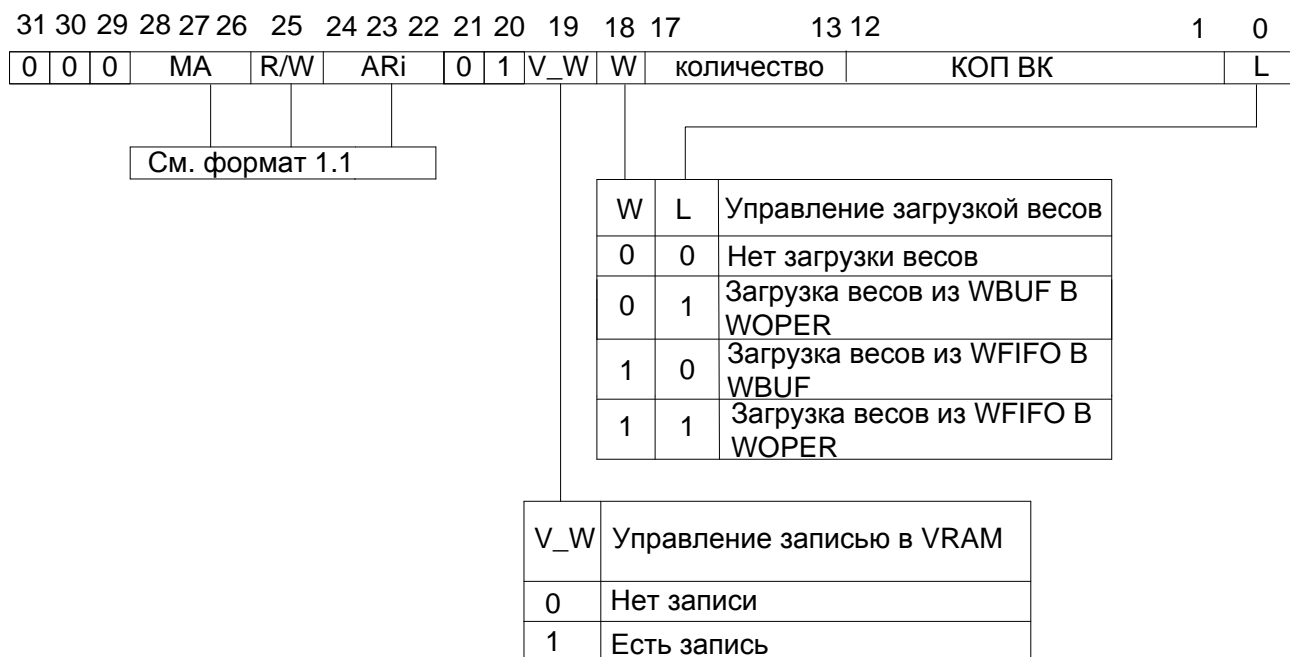 31 30 29 28 27 26 25 24 23 22 21 20 19 18 17 13 12 1 0
0 0 0 MA R/W ARi 0 1 V_W W количество КОП ВК L
См. формат 1.1
W L Управление загрузкой весов
0 0 Нет загрузки весов
0 1 Загрузка весов из WBUF В
WOPER
1 0 Загрузка весов из WFIFO В
WBUF
1 1 Загрузка весов из WFIFO В
WOPER
V_W Управление записью в VRAM
0 Нет записи
1 Есть запись